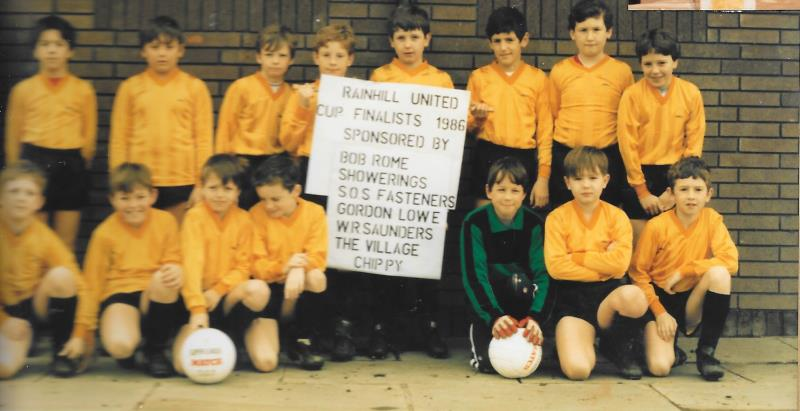 RAINHILL UNITED
CUP FINALISTS 1986
SPONSORED BY
BOB ROME
SHOWERINGS
S.O.S FASTENERS
GORDON LOWE
W.R SAUNDERS
THE VILLAGE
CHIPPY
MATCH